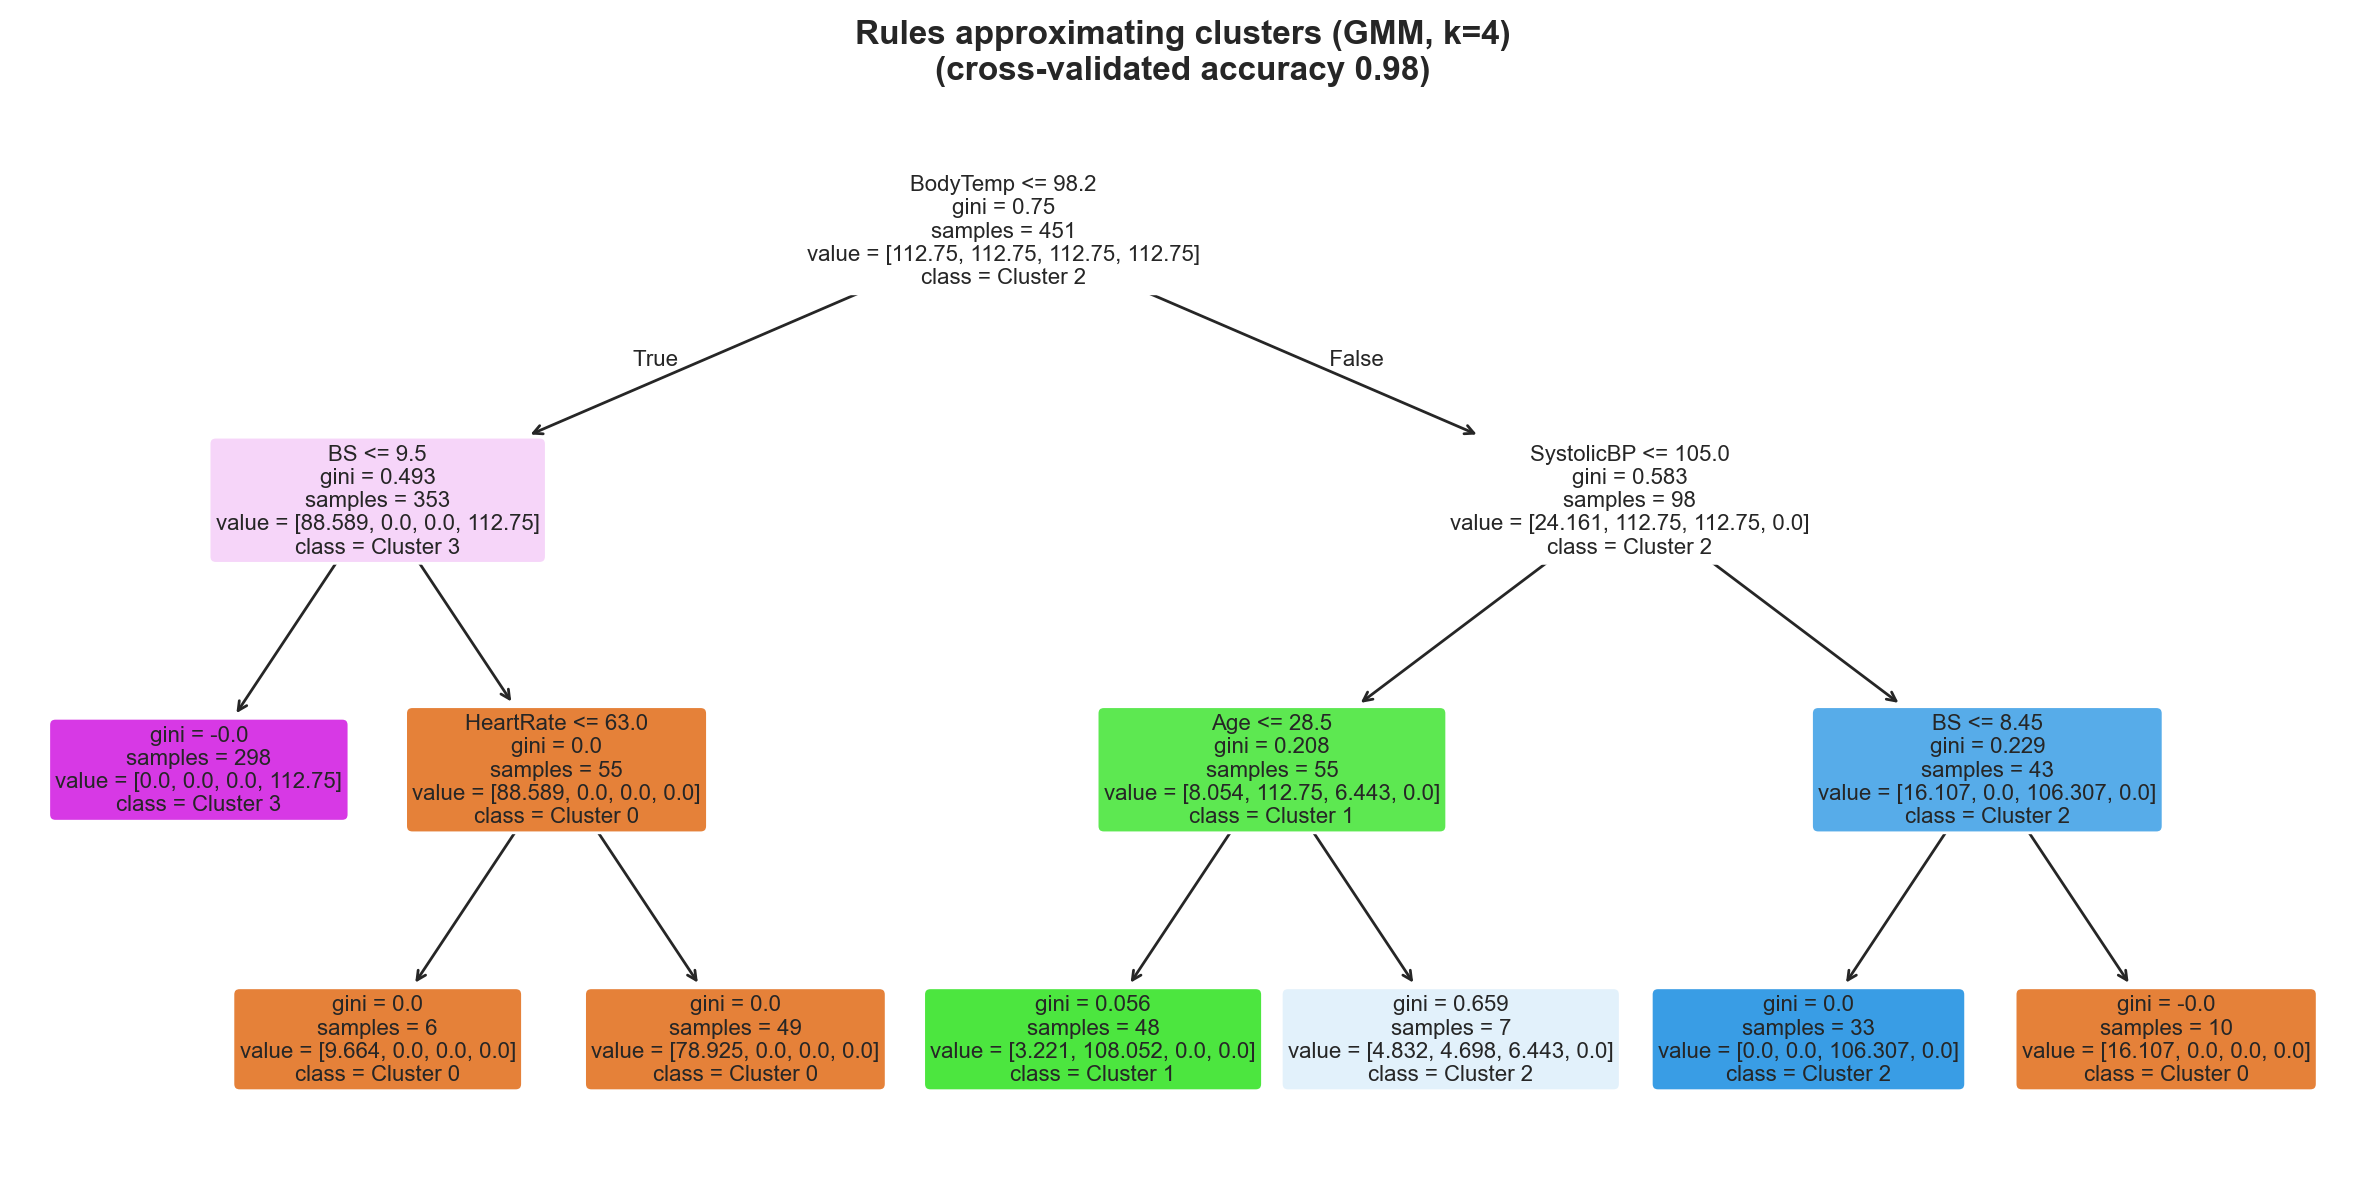 Rules approximating clusters (GMM, k=4)
(cross-validated accuracy 0.98)
BodyTemp <= 98.2
gini = 0.75
samples = 451
value = [112.75, 112.75, 112.75, 112.75]
class = Cluster 2
True
False
BS <= 9.5
gini = 0.493
samples = 353
value = [88.589, 0.0, 0.0, 112.75]
class = Cluster 3
SystolicBP <= 105.0
gini = 0.583
samples = 98
value = [24.161, 112.75, 112.75, 0.0]
class = Cluster 2
gini = -0.0
samples = 298
value = [0.0, 0.0, 0.0, 112.75]
class = Cluster 3
HeartRate <= 63.0
gini = 0.0
samples = 55
value = [88.589, 0.0, 0.0, 0.0]
class = Cluster 0
Age <= 28.5
gini = 0.208
samples = 55
value = [8.054, 112.75, 6.443, 0.0]
class = Cluster 1
BS <= 8.45
gini = 0.229
samples = 43
value = [16.107, 0.0, 106.307, 0.0]
class = Cluster 2
gini = 0.0
samples = 6
value = [9.664, 0.0, 0.0, 0.0]
class = Cluster 0
gini = 0.0
samples = 49
value = [78.925, 0.0, 0.0, 0.0]
class = Cluster 0
gini = 0.056
samples = 48
value = [3.221, 108.052, 0.0, 0.0]
class = Cluster 1
gini = 0.659
samples = 7
value = [4.832, 4.698, 6.443, 0.0]
class = Cluster 2
gini = 0.0
samples = 33
value = [0.0, 0.0, 106.307, 0.0]
class = Cluster 2
gini = -0.0
samples = 10
value = [16.107, 0.0, 0.0, 0.0]
class = Cluster 0